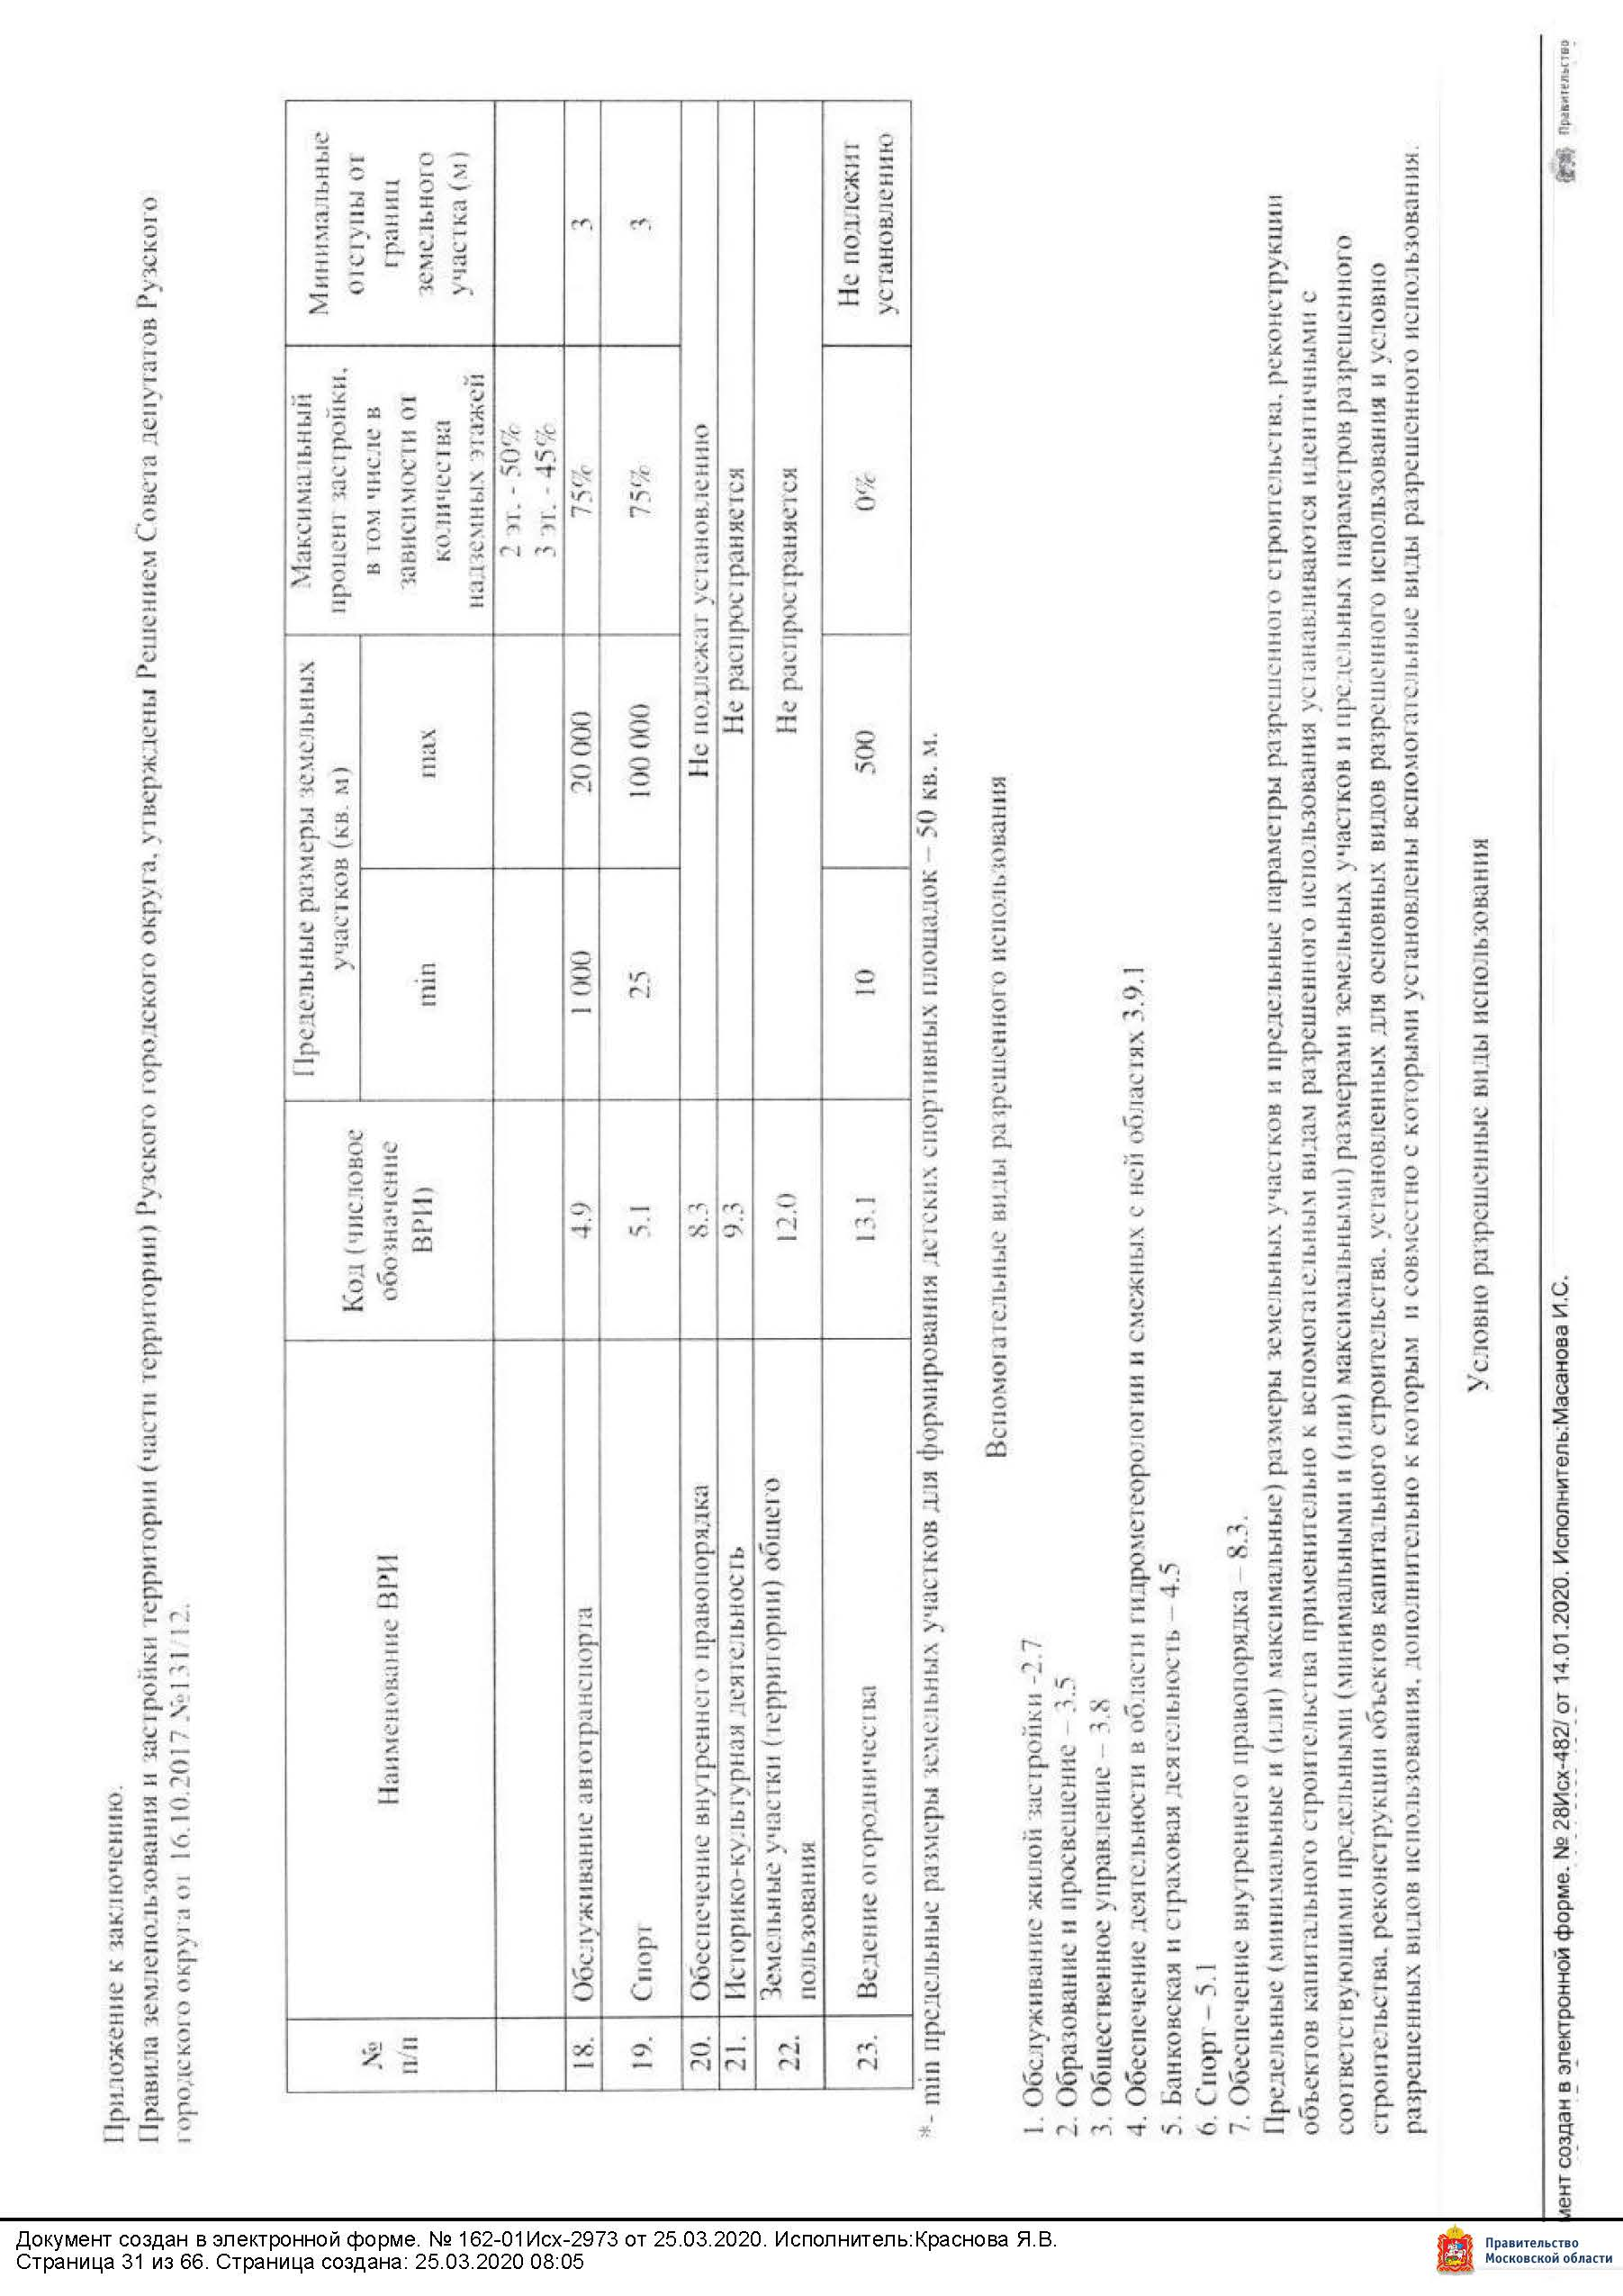 Приложение к заключению.
Правила землепользования и застройки территории (части территории) Рузского городского округа, утверждены Решением Совета депутатов Рузского
городского округа от 16.10.2017 №131/12.
№
п/п
Наименование ВРИ
Код (числовое
обозначение
ВРИ)
Предельные размеры земельных
участков (кв. м)
min
max
Максимальный
процент застройки,
в том числе в
зависимости от
количества
надземных этажей
Минимальные
отступы от
границ
земельного
участка (м)
2 эт. - 50%
3 эт. - 45%
18. Обслуживание автотранспорта 4.9 1 000 20 000 75% 3
19. Спорт 5.1 25 100 000 75% 3
20. Обеспечение внутреннего правопорядка 8.3 Не подлежат установлению
21. Историко-культурная деятельность 9.3 Не распространяется
22. Земельные участки (территории) общего
пользования 12.0 Не распространяется
23. Ведение огородничества 13.1 10 500 0% Не подлежит
установлению
*- min предельные размеры земельных участков для формирования детских спортивных площадок – 50 кв. м.
Вспомогательные виды разрешенного использования
1. Обслуживание жилой застройки -2.7
2. Образование и просвещение – 3.5
3. Общественное управление – 3.8
4. Обеспечение деятельности в области гидрометеорологии и смежных с ней областях 3.9.1
5. Банковская и страховая деятельность – 4.5
6. Спорт – 5.1
7. Обеспечение внутреннего правопорядка – 8.3.
Предельные (минимальные и (или) максимальные) размеры земельных участков и предельные параметры разрешенного строительства, реконструкции
объектов капитального строительства применительно к вспомогательным видам разрешенного использования устанавливаются идентичными с
соответствующими предельными (минимальными и (или) максимальными) размерами земельных участков и предельных параметров разрешенного
строительства, реконструкции объектов капитального строительства, установленных для основных видов разрешенного использования и условно
разрешенных видов использования, дополнительно к которым и совместно с которыми установлены вспомогательные виды разрешенного использования.
Условно разрешенные виды использования
мент создан в электронной форме. № 28Исх-482/ от 14.01.2020. Исполнитель:Масанова И.С.
Правительство
Документ создан в электронной форме. № 162-01Исх-2973 от 25.03.2020. Исполнитель:Краснова Я.В.
Страница 31 из 66. Страница создана: 25.03.2020 08:05
Правительство
Московской области